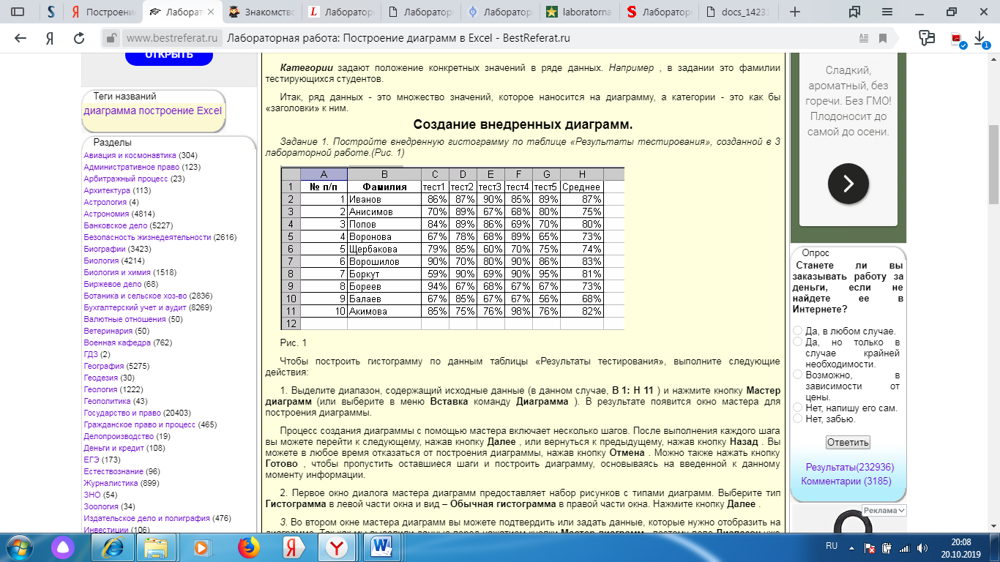 Построени
Лаборат
Знакомств
Лаборатор
Лаборатор
Лаборатор
laboratorna
Лаборатор
docs_1423
www.bestreferat.ru Лабораторная работа: Построение диаграмм в Excel - BestReferat.ru
ОТКРЫТЬ
Теги названий
диаграмма построение Excel
Разделы
Авиация и космонавтика (304)
Административное право (123)
Арбитражный процесс (23)
Архитектура (113)
Астрология (4)
Астрономия (4814)
Банковское дело (5227)
Безопасность жизнедеятельности (2616)
Биографии (3423)
Биология (4214)
Биология и химия (1518)
Биржевое дело (68)
Ботаника и сельское хоз-во (2836)
Бухгалтерский учет и аудит (8269)
Валютные отношения (50)
Ветеринария (50)
Военная кафедра (762)
ГДЗ (2)
География (5275)
Геодезия (30)
Геология (1222)
Геополитика (43)
Государство и право (20403)
Гражданское право и процесс (465)
Делопроизводство (19)
Деньги и кредит (108)
ЕГЭ (173)
Естествознание (96)
Журналистика (899)
ЗНО (54)
Зоология (34)
Издательское дело и полиграфия (476)
Инвестиции (106)
Категории задают положение конкретных значений в ряде данных. Например , в задании это фамилии
тестирующихся студентов.
Итак, ряд данных - это множество значений, которое наносится на диаграмму, а категории - это как бы
«заголовки» к ним.
Создание внедренных диаграмм.
Задание 1. Постройте внедренную гистограмму по таблице «Результаты тестирования», созданной в 3
лабораторной работе.(Рис. 1)
A B C D E F G H
1 № п/п Фамилия тест1 тест2 тест3 тест4 тест5 Среднее
2 1 Иванов 86% 87% 90% 85% 89% 87%
3 2 Анисимов 70% 89% 67% 68% 80% 75%
4 3 Попов 84% 89% 86% 69% 70% 80%
5 4 Воронова 67% 78% 68% 89% 65% 73%
6 5 Щербакова 79% 85% 60% 70% 75% 74%
7 6 Ворошилов 90% 70% 80% 90% 86% 83%
8 7 Боркут 59% 90% 69% 90% 95% 81%
9 8 Бореев 94% 67% 68% 67% 67% 73%
10 9 Балаев 67% 85% 67% 67% 56% 68%
11 10 Акимова 85% 75% 76% 98% 76% 82%
12
Рис. 1
Чтобы построить гистограмму по данным таблицы «Результаты тестирования», выполните следующие
действия:
1. Выделите диапазон, содержащий исходные данные (в данном случае, B 1: H 11 ) и нажмите кнопку Мастер
диаграмм (или выберите в меню Вставка команду Диаграмма ). В результате появится окно мастера для
построения диаграммы.
Процесс создания диаграммы с помощью мастера включает несколько шагов. После выполнения каждого шага
вы можете перейти к следующему, нажав кнопку Далее , или вернуться к предыдущему, нажав кнопку Назад . Вы
можете в любое время отказаться от построения диаграммы, нажав кнопку Отмена . Можно также нажать кнопку
Готово , чтобы пропустить оставшиеся шаги и построить диаграмму, основываясь на введенной к данному
моменту информации.
2. Первое окно диалога мастера диаграмм предоставляет набор рисунков с типами диаграмм. Выберите тип
Гистограмма в левой части окна и вид – Обычная гистограмма в правой части окна. Нажмите кнопку Далее .
3. Во втором окне мастера диаграмм вы можете подтвердить или задать данные, которые нужно отобразить на
Сладкий,
ароматный, без
горечи. Без ГМО!
Плодоносит до
самой до осени.
Опрос
Станете ли вы
заказывать работу за
деньги, если не
найдете ее в
Интернете?
Да, в любом случае.
Да, но только в
случае крайней
необходимости.
Возможно, в
зависимости от
цены.
Нет, напишу его сам.
Нет, забью.
Ответить
Результаты(232936)
Комментарии (3185)
Реклама
RU
20:08
20.10.2019